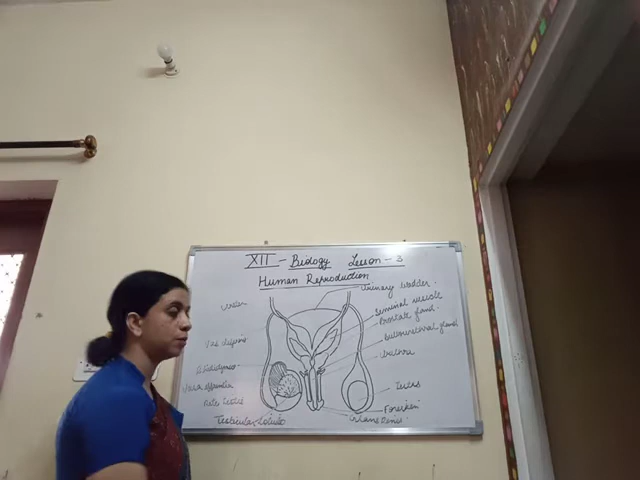 XII - Biology Lesson - 3
Human Reproduction
Urinary bladder
ureter
Seminal vesicle
Prostate gland
Bulbourethral gland
Vas deferens
Urethra
Epididymis
Vasa efferentia
Testis
Rete testis
Foreskin
Testicular lobules
Glans Penis